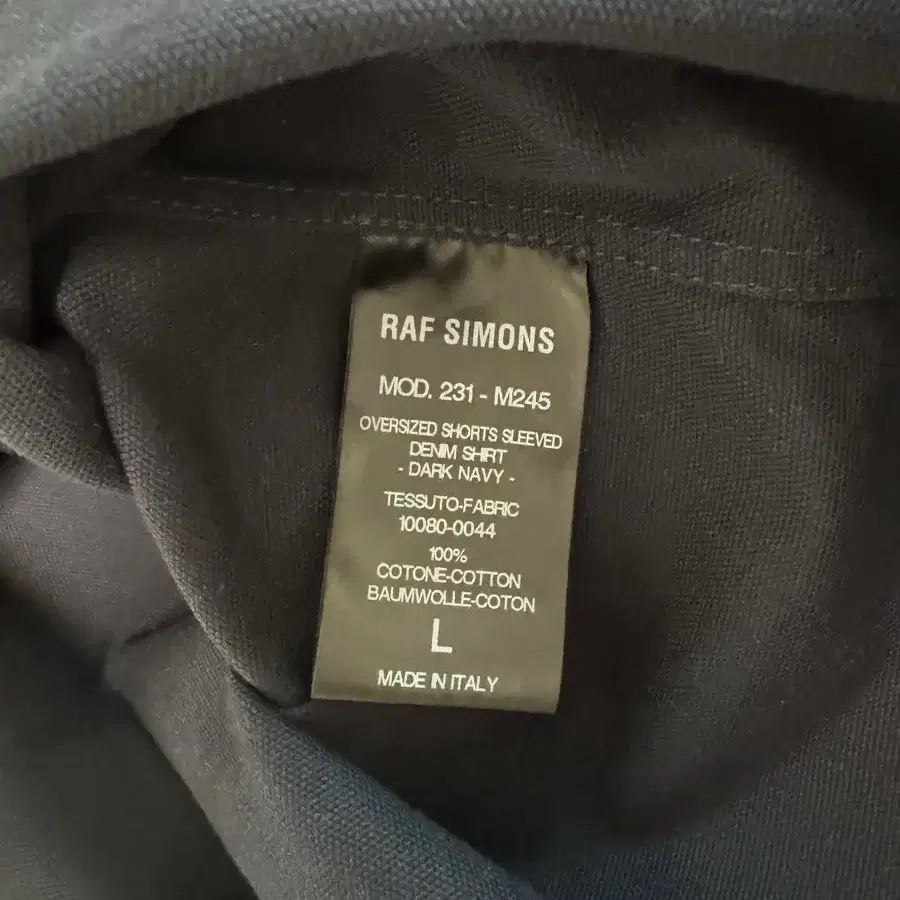 RAF SIMONS
MOD. 231 - M245
OVERSIZED SHORTS SLEEVED
DENIM SHIRT
- DARK NAVY -
TESSUTO-FABRIC
10080-0044
100%
COTONE-COTTON
BAUMWOLLE-COTON
L
MADE IN ITALY